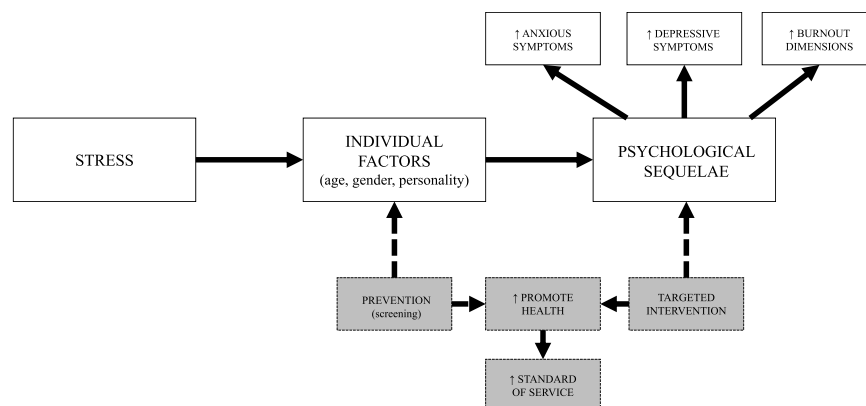 ↑ ANXIOUS
SYMPTOMS
↑ DEPRESSIVE
SYMPTOMS
↑ BURNOUT
DIMENSIONS
STRESS
INDIVIDUAL
FACTORS
(age, gender, personality)
PSYCHOLOGICAL
SEQUELAE
PREVENTION
(screening)
↑ PROMOTE
HEALTH
TARGETED
INTERVENTION
↑ STANDARD
OF SERVICE